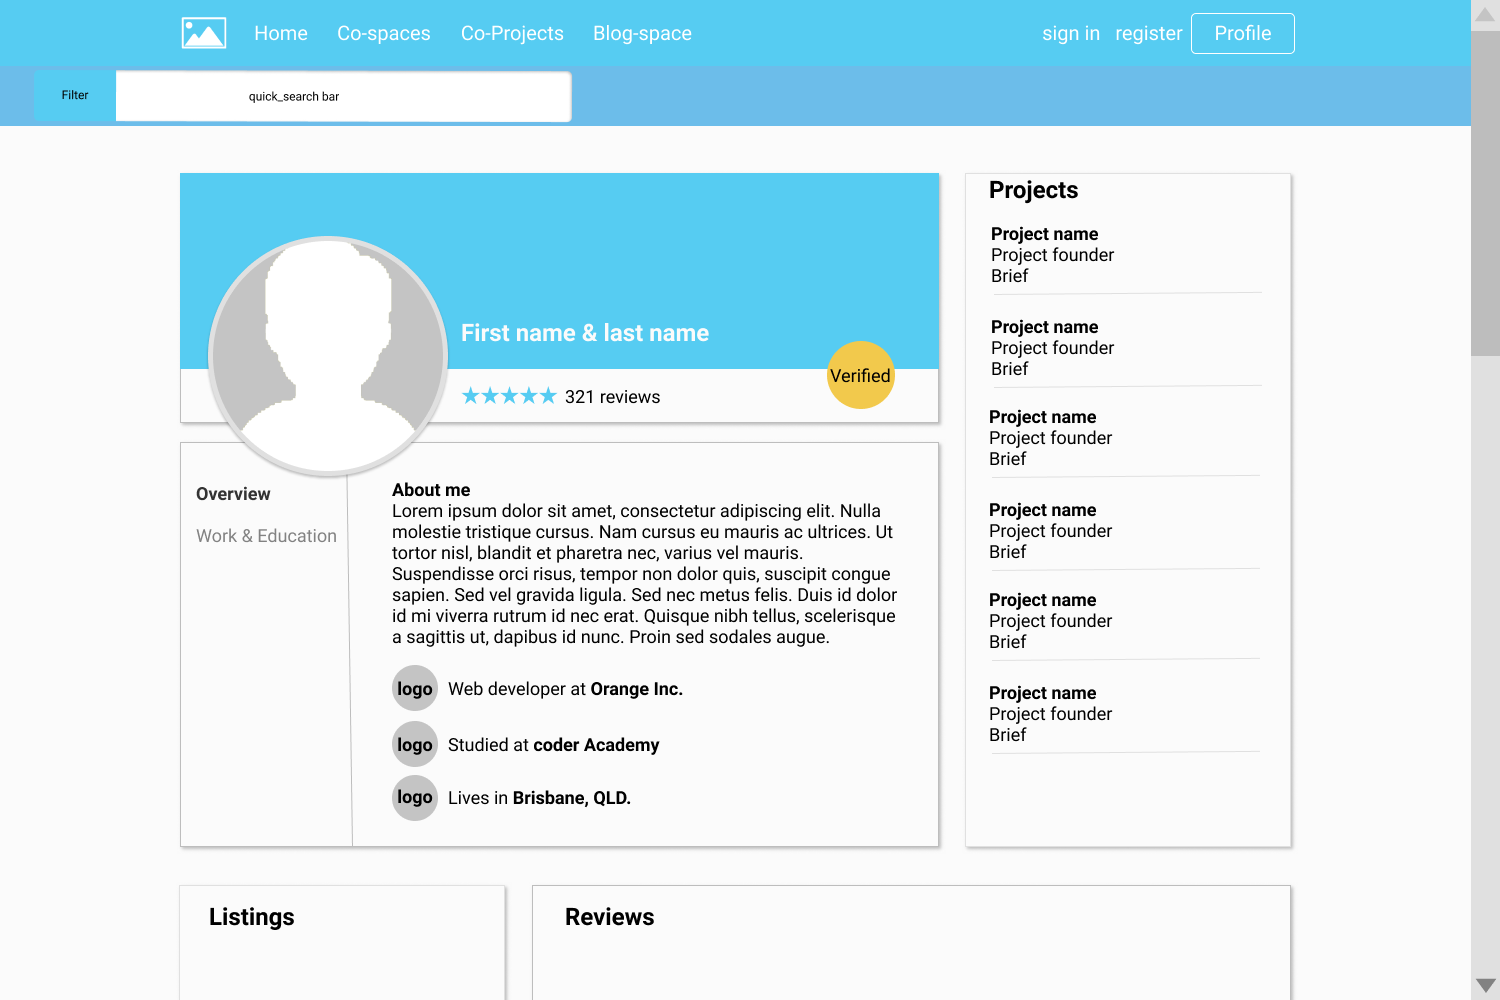 Home Co-spaces Co-Projects Blog-space sign in register Profile
Filter quick_search bar
First name & last name
321 reviews
Verified
Overview
Work & Education
About me
Lorem ipsum dolor sit amet, consectetur adipiscing elit. Nulla
molestie tristique cursus. Nam cursus eu mauris ac ultrices. Ut
tortor nisl, blandit et pharetra nec, varius vel mauris.
Suspendisse orci risus, tempor non dolor quis, suscipit congue
sapien. Sed vel gravida ligula. Sed nec metus felis. Duis id dolor
id mi viverra rutrum id nec erat. Quisque nibh tellus, scelerisque
a sagittis ut, dapibus id nunc. Proin sed sodales augue.
logo Web developer at Orange Inc.
logo Studied at coder Academy
logo Lives in Brisbane, QLD.
Projects
Project name
Project founder
Brief
Project name
Project founder
Brief
Project name
Project founder
Brief
Project name
Project founder
Brief
Project name
Project founder
Brief
Project name
Project founder
Brief
Listings
Reviews